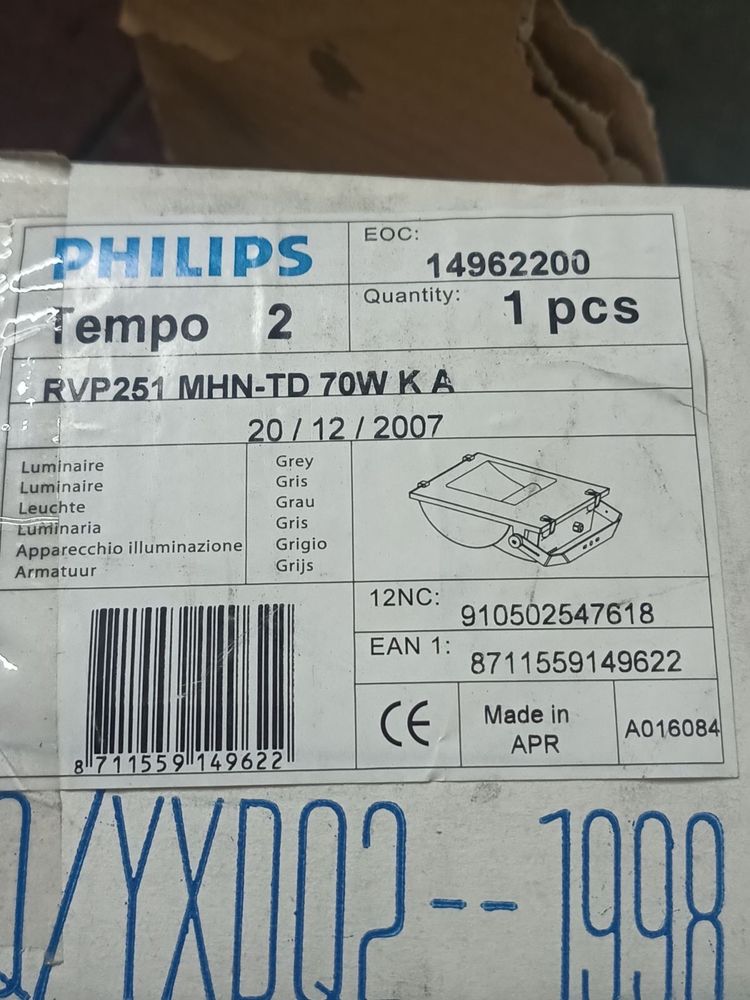 PHILIPS
EOC:
14962200
Tempo 2
Quantity: 1 pcs
RVP251 MHN-TD 70W K A
20 / 12 / 2007
Luminaire Grey
Luminaire Gris
Leuchte Grau
Luminaria Gris
Apparecchio illuminazione Grigio
Armatuur Grijs
12NC: 910502547618
EAN 1: 8711559149622
8 711559 149622
CE
Made in
APR
A016084
Q/YXDQ2--1998